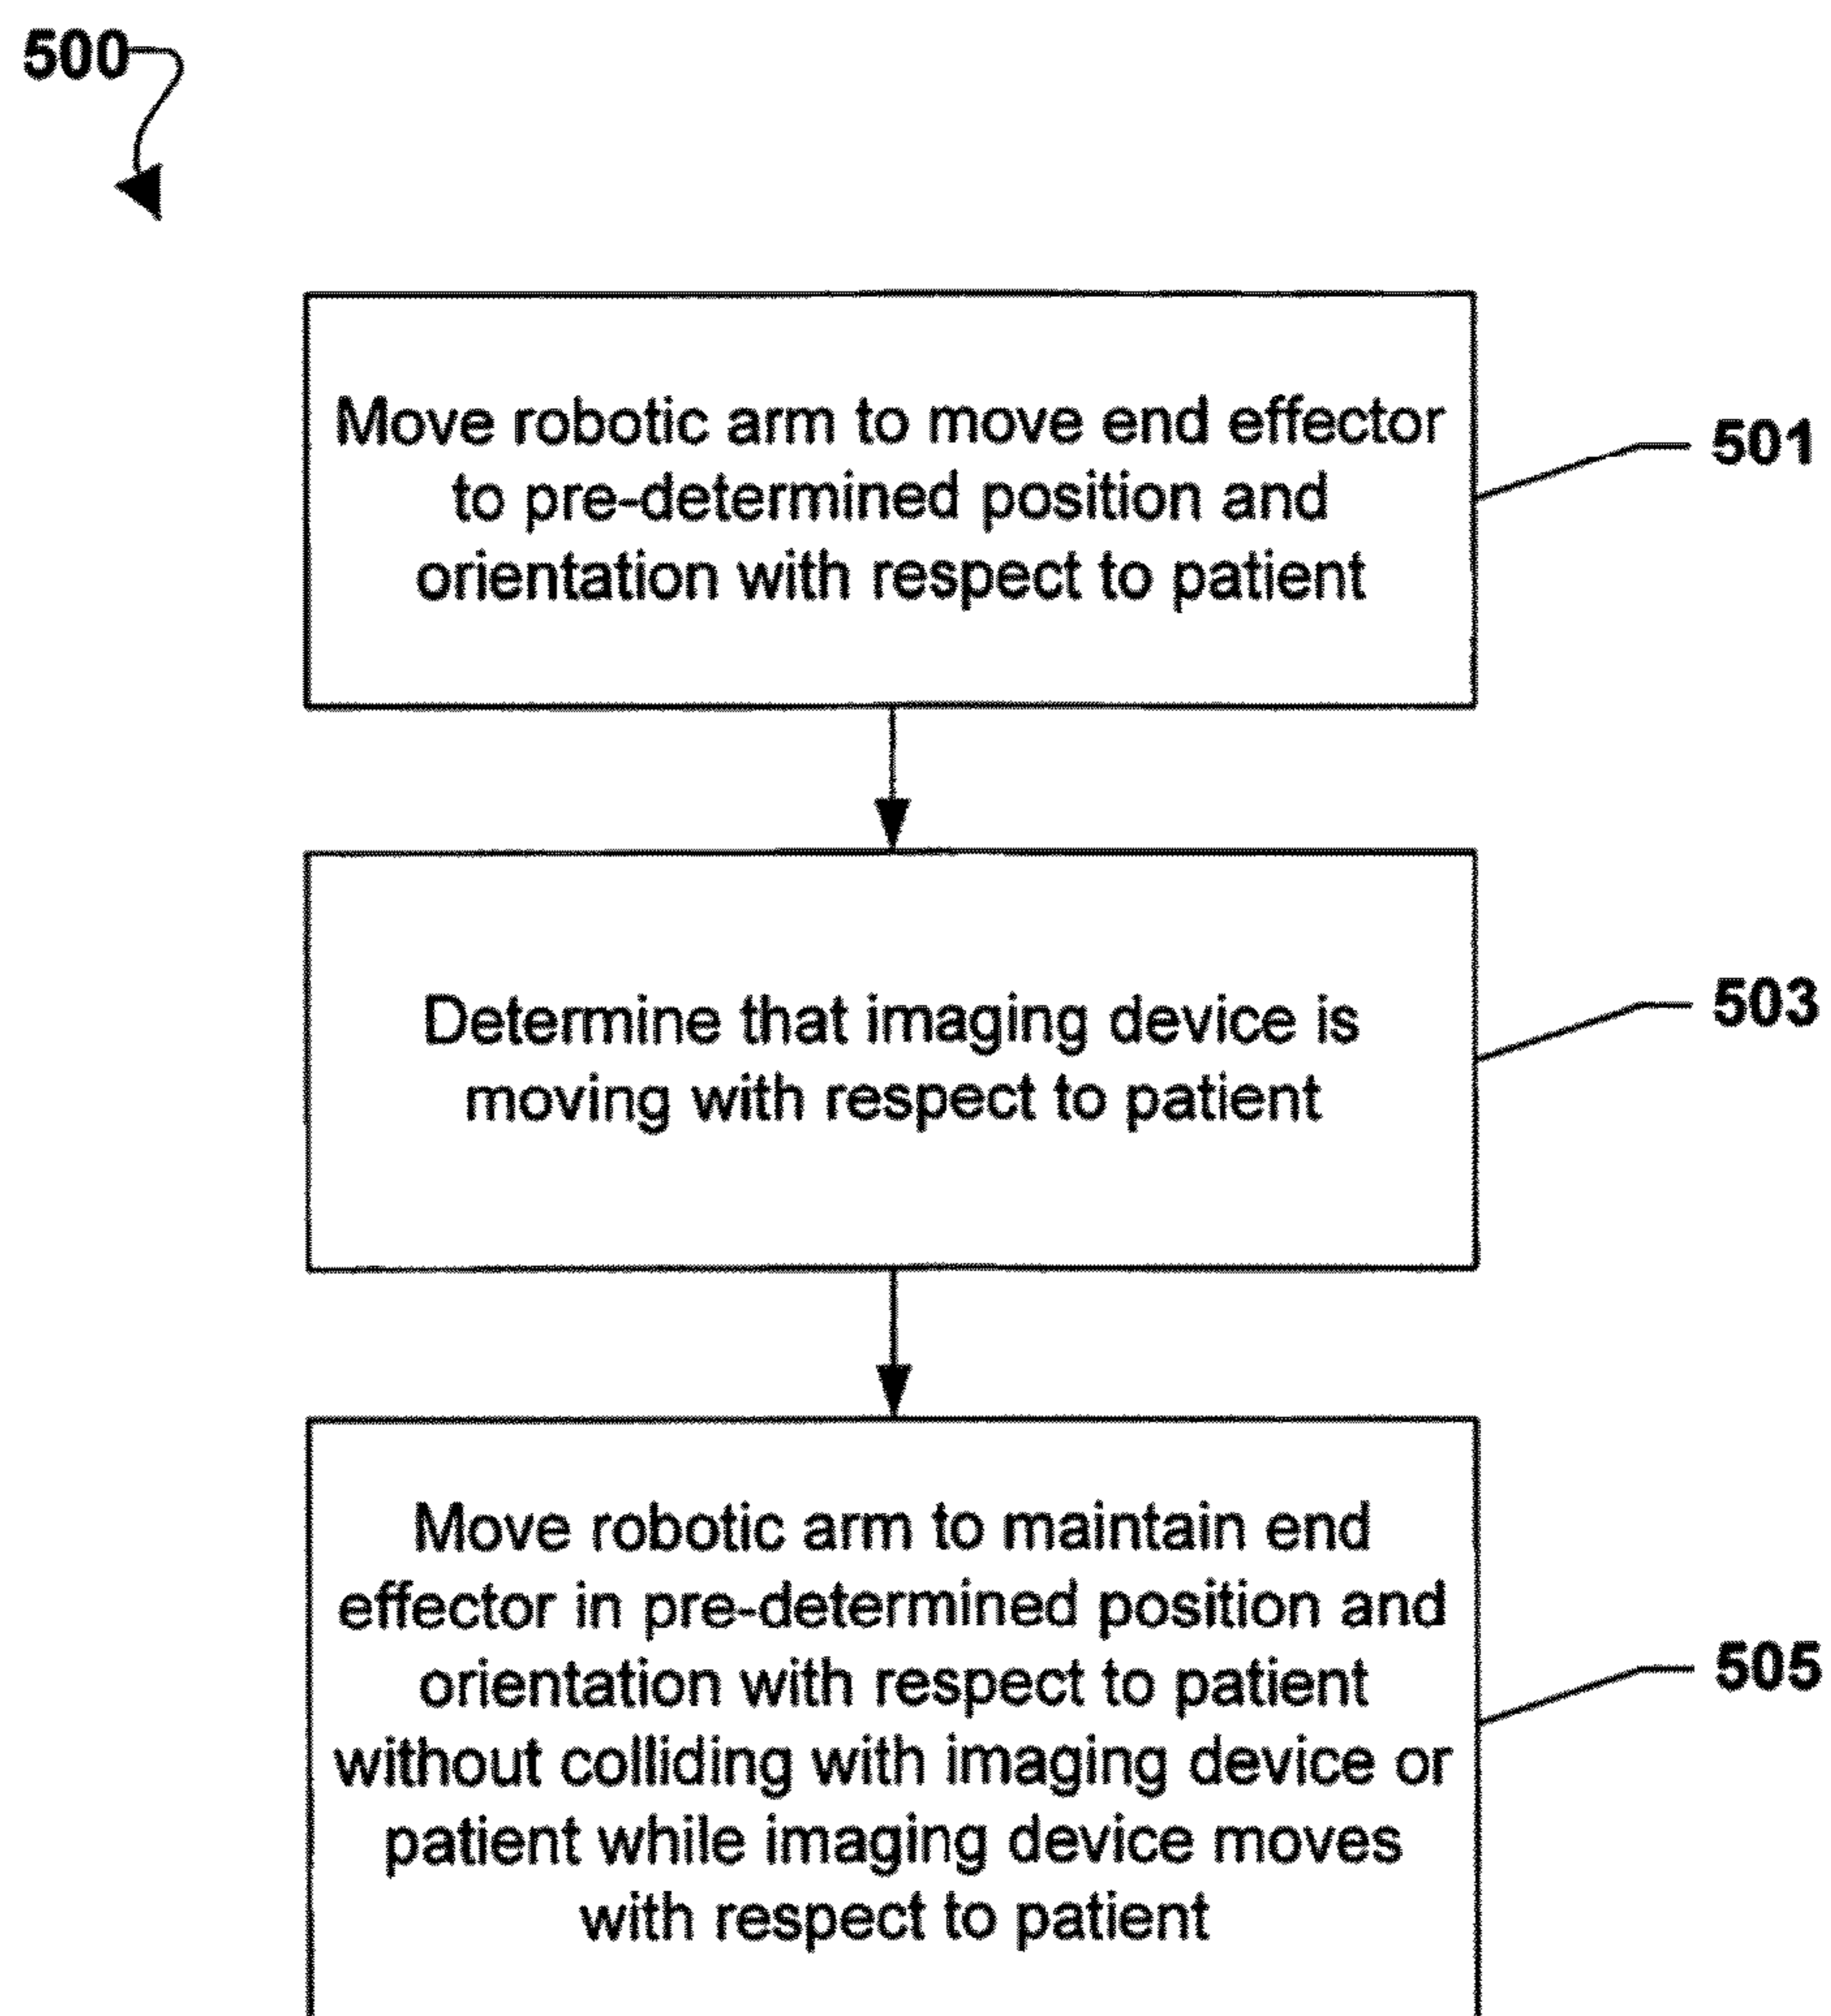 500
Move robotic arm to move end effector
to pre-determined position and
orientation with respect to patient
501
Determine that imaging device is
moving with respect to patient
503
Move robotic arm to maintain end
effector in pre-determined position and
orientation with respect to patient
without colliding with imaging device or
patient while imaging device moves
with respect to patient
505